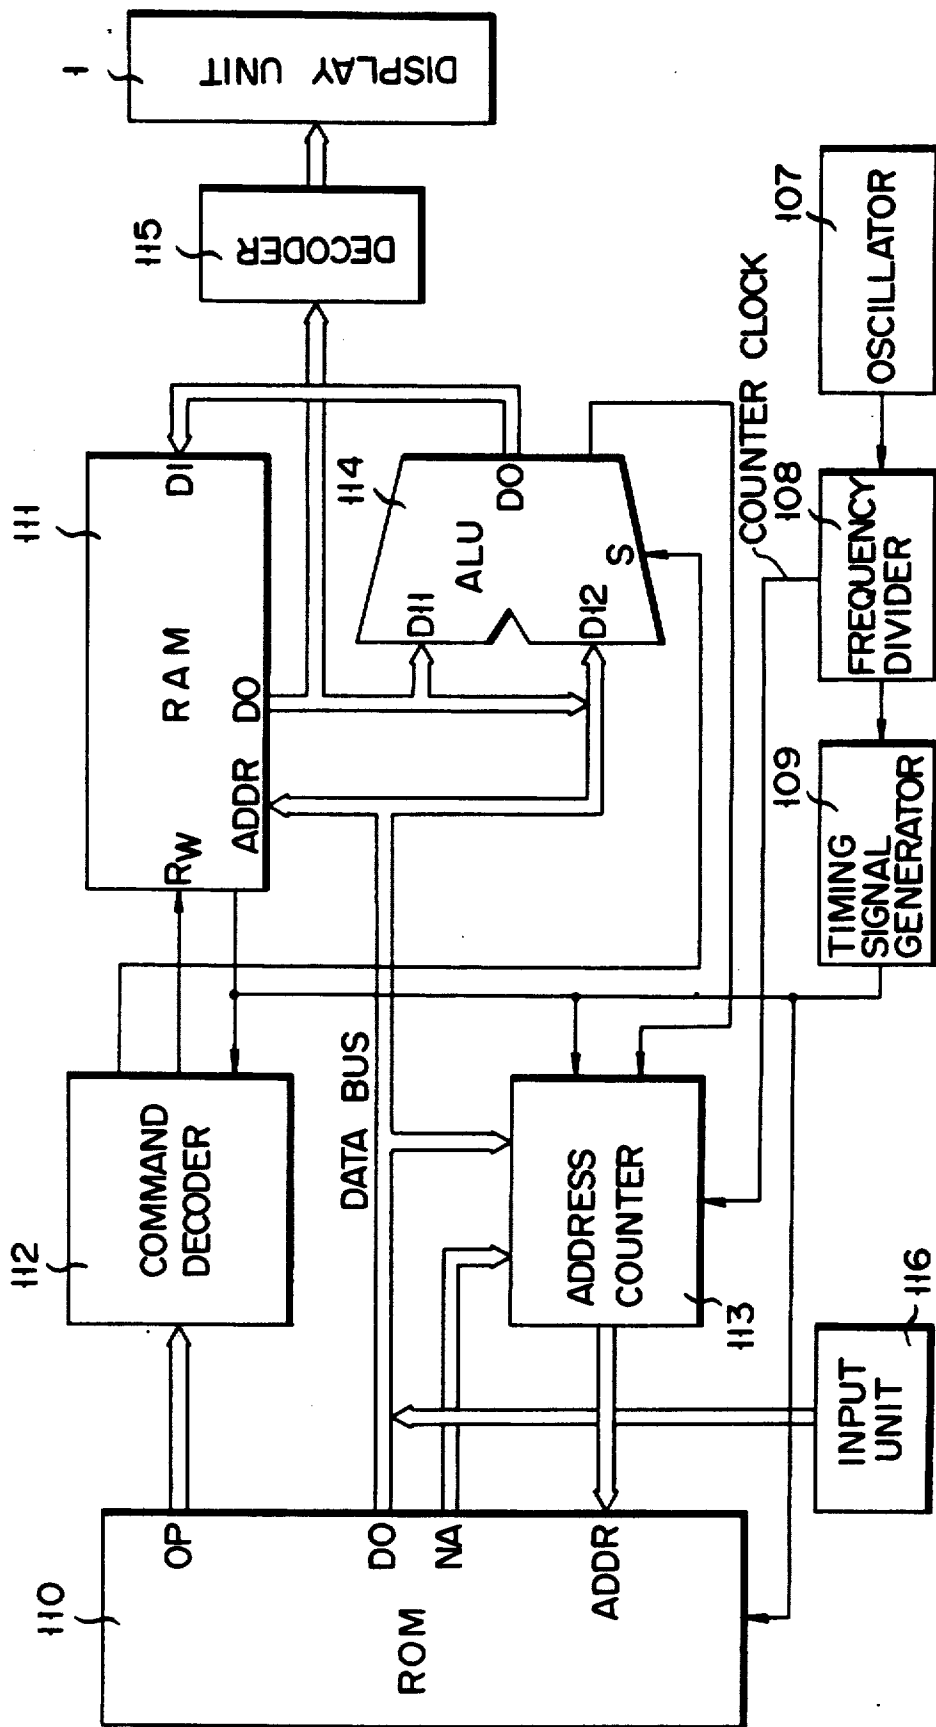 110
ROM
OP
DO
NA
ADDR
112
COMMAND
DECODER
DATA BUS
ADDRESS
COUNTER
113
INPUT
UNIT
116
111
RAM
RW
ADDR
DO
DI
114
ALU
DI1
DI2
DO
S
115
DECODER
1
DISPLAY UNIT
109
TIMING
SIGNAL
GENERATOR
108
FREQUENCY
DIVIDER
COUNTER CLOCK
107
OSCILLATOR